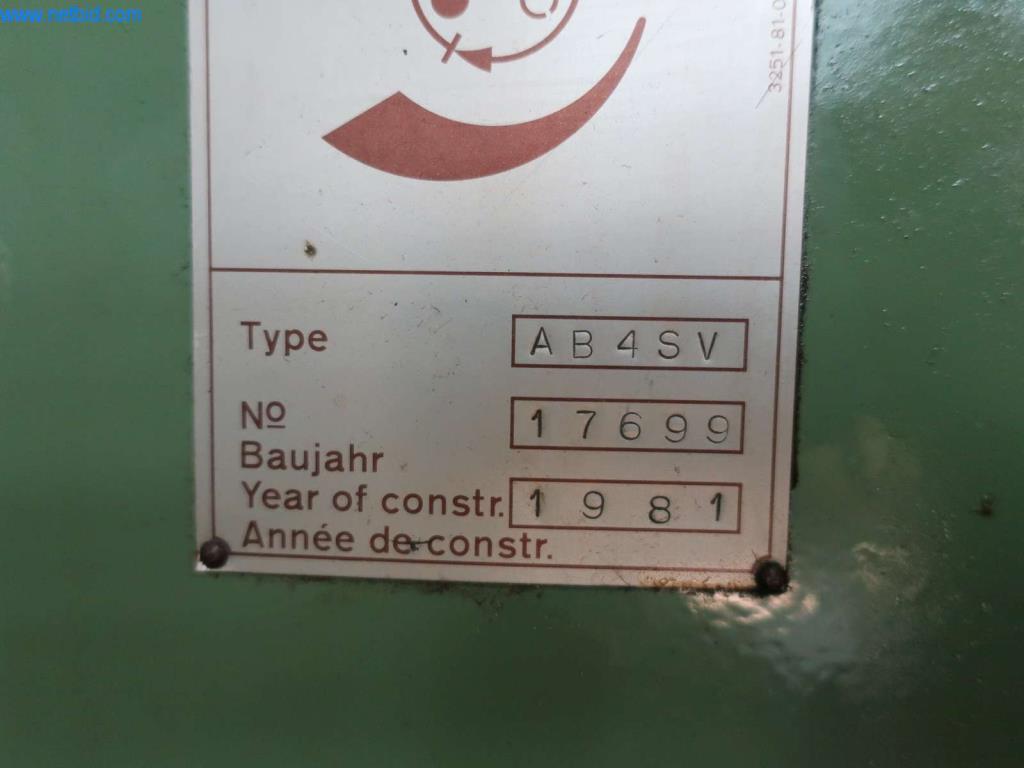 www.netbid.com
3251-81-0
Type AB4SV
Nº 17699
Baujahr
Year of constr. 1981
Année de constr.